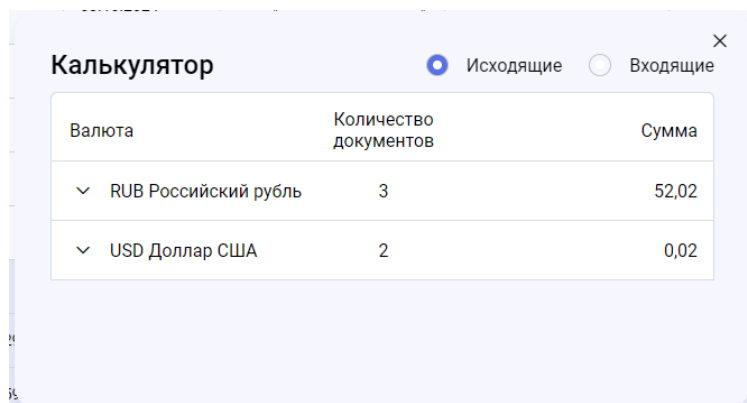 Калькулятор
Исходящие
Входящие
Валюта
Количество
документов
Сумма
RUB Российский рубль
3
52,02
USD Доллар США
2
0,02